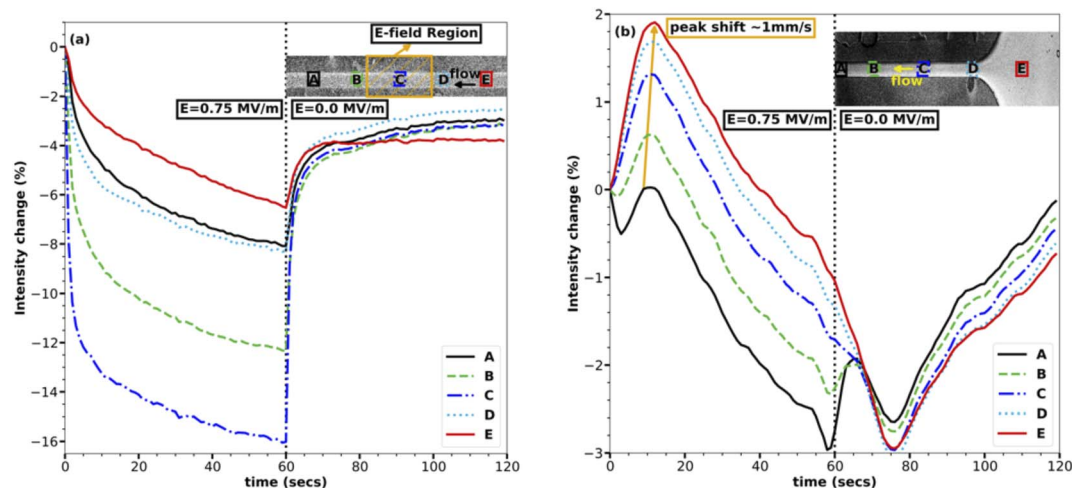 (a)
E-field Region
A B C D E
flow
E=0.75 MV/m E=0.0 MV/m
Intensity change (%)
0
−2
−4
−6
−8
−10
−12
−14
−16
A
B
C
D
E
0 20 40 60 80 100 120
time (secs)
(b)
peak shift ~1mm/s
A B C D E
flow
E=0.75 MV/m E=0.0 MV/m
Intensity change (%)
2
1
0
−1
−2
−3
A
B
C
D
E
0 20 40 60 80 100 120
time (secs)